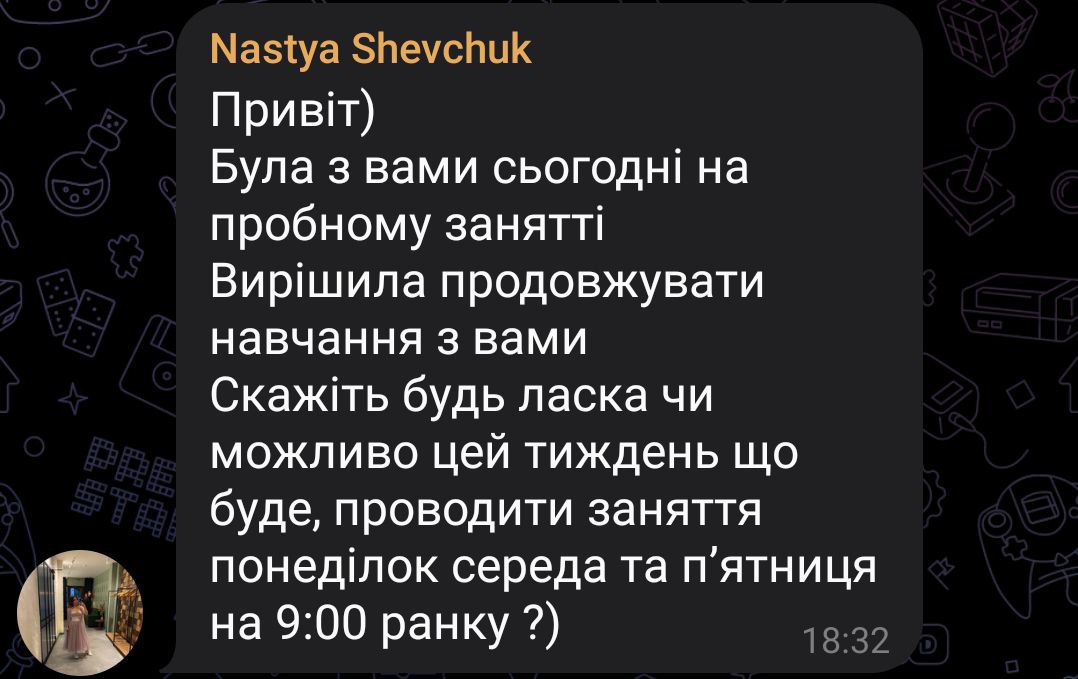 Nastya Shevchuk
Привіт)
Була з вами сьогодні на
пробному занятті
Вирішила продовжувати
навчання з вами
Скажіть будь ласка чи
можливо цей тиждень що
буде, проводити заняття
понеділок середа та п’ятниця
на 9:00 ранку ?)
18:32